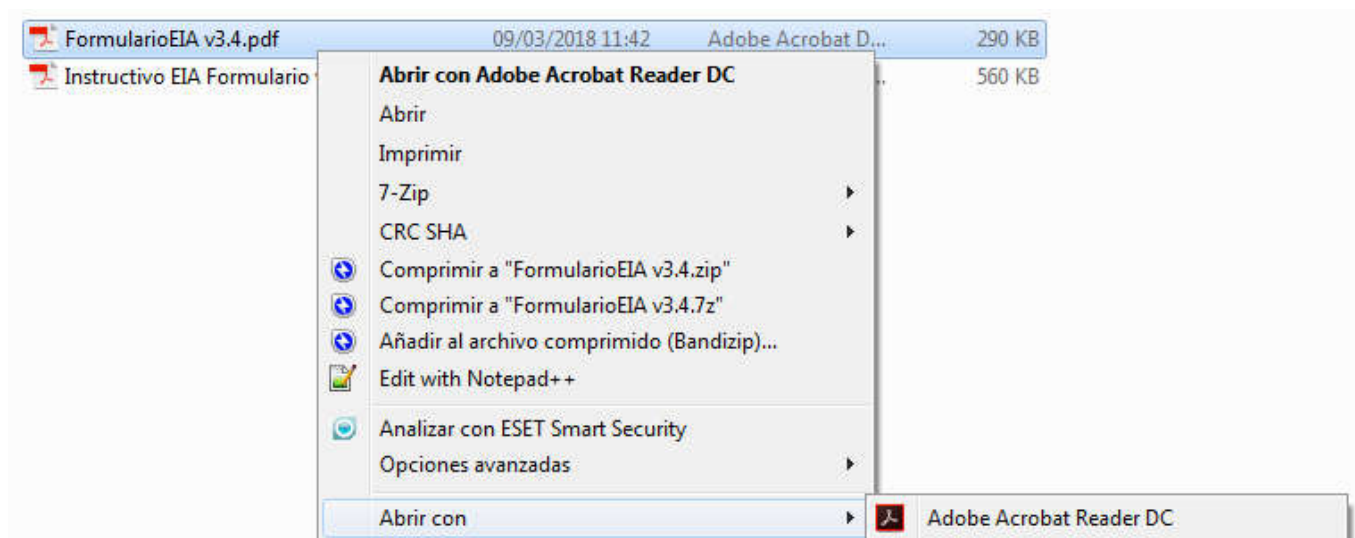 FormularioEIA v3.4.pdf 09/03/2018 11:42 Adobe Acrobat D... 290 KB
Instructivo EIA Formulario 560 KB
Abrir con Adobe Acrobat Reader DC
Abrir
Imprimir
7-Zip
CRC SHA
Comprimir a "FormularioEIA v3.4.zip"
Comprimir a "FormularioEIA v3.4.7z"
Añadir al archivo comprimido (Bandizip)...
Edit with Notepad++
Analizar con ESET Smart Security
Opciones avanzadas
Abrir con Adobe Acrobat Reader DC